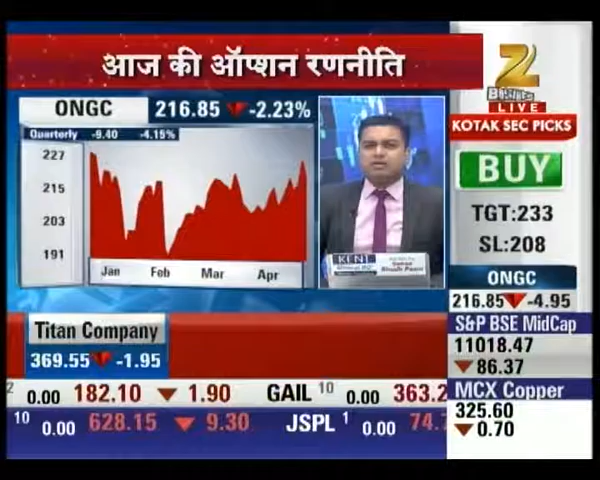 आज की ऑप्शन रणनीति
Z
LIVE
KOTAK SEC PICKS
BUY
TGT:233
SL:208
ONGC 216.85 -2.23%
Quarterly -9.40 -4.15%
227
215
203
191
Jan Feb Mar Apr
ONGC
216.85 -4.95
S&P BSE MidCap
11018.47
86.37
MCX Copper
325.60
0.70
Titan Company
369.55 -1.95
2 0.00 182.10 1.90 GAIL 10 0.00 363.2
10 0.00 628.15 9.30 JSPL 1 0.00 74.7